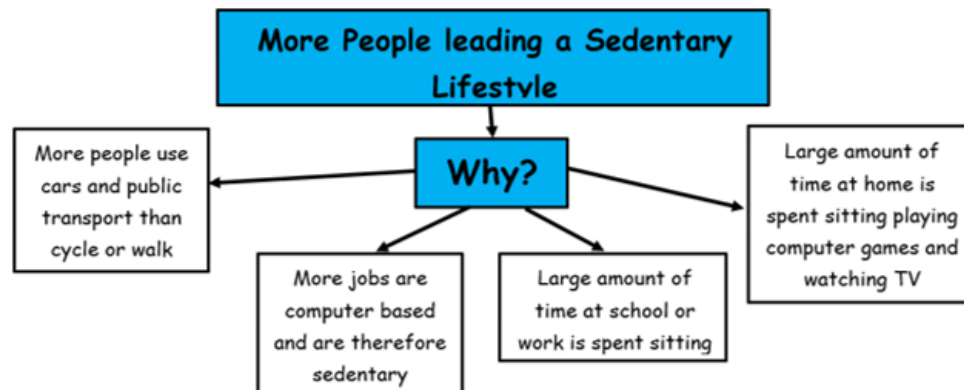 More People leading a Sedentary
Lifestyle
Why?
More people use
cars and public
transport than
cycle or walk
More jobs are
computer based
and are therefore
sedentary
Large amount of
time at school or
work is spent sitting
Large amount of
time at home is
spent sitting playing
computer games and
watching TV